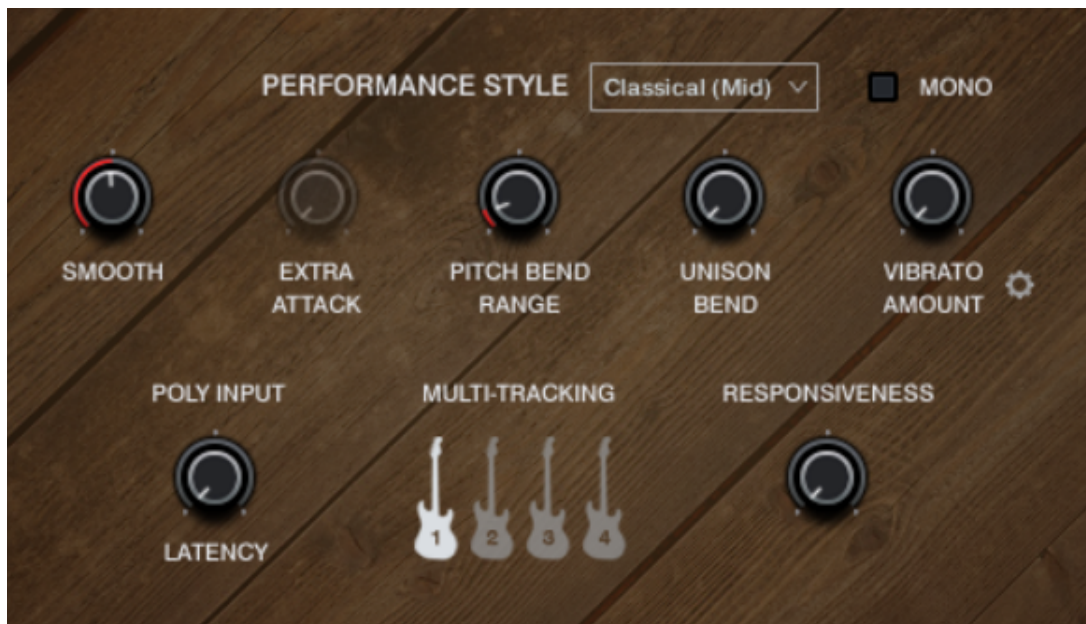 PERFORMANCE STYLE Classical (Mid) MONO
SMOOTH EXTRA ATTACK PITCH BEND RANGE UNISON BEND VIBRATO AMOUNT
POLY INPUT MULTI-TRACKING RESPONSIVENESS
1 2 3 4
LATENCY